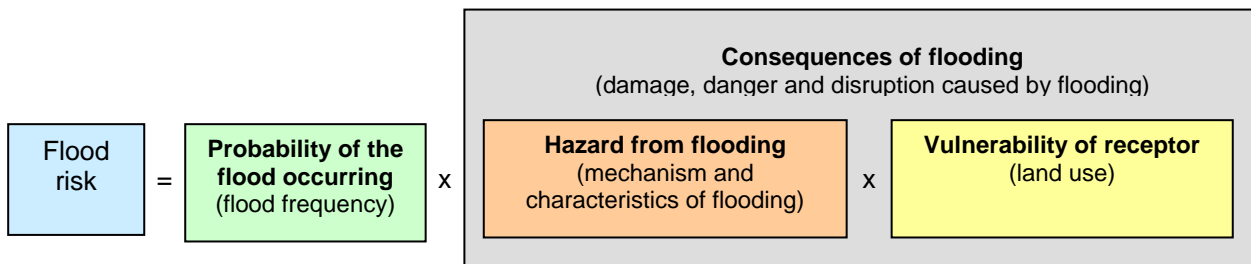 Consequences of flooding
(damage, danger and disruption caused by flooding)
Flood
risk
=
Probability of the
flood occurring
(flood frequency)
x
Hazard from flooding
(mechanism and
characteristics of flooding)
x
Vulnerability of receptor
(land use)